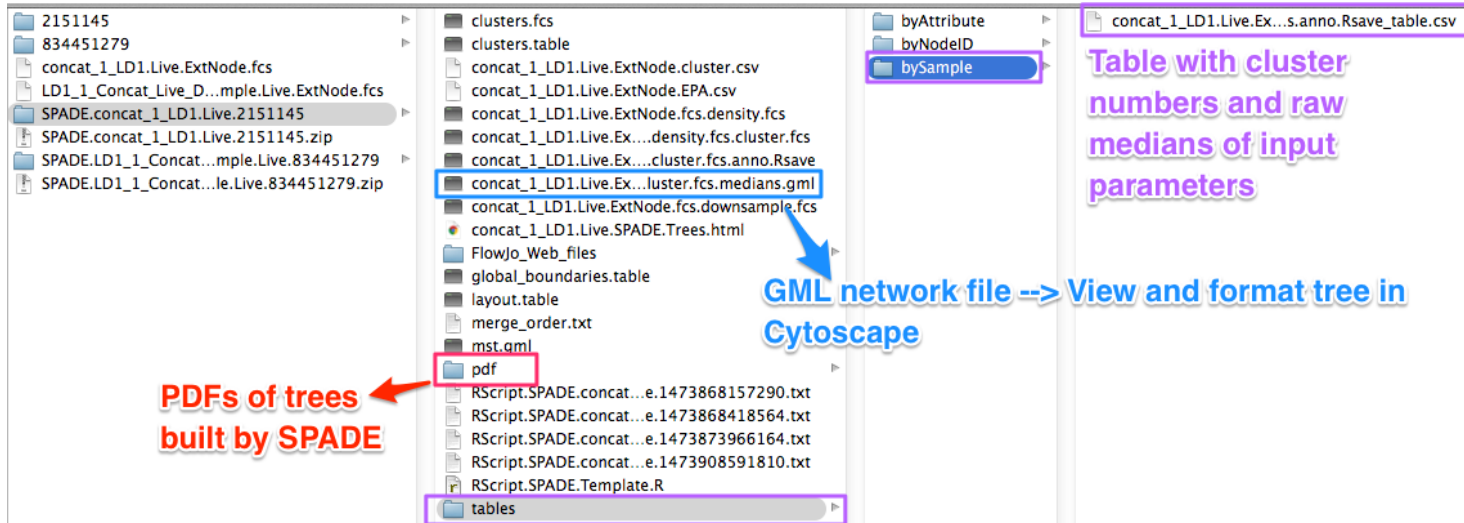 2151145
834451279
concat_1_LD1.Live.ExtNode.fcs
LD1_1_Concat_Live_D...mple.Live.ExtNode.fcs
SPADE.concat_1_LD1.Live.2151145
SPADE.concat_1_LD1.Live.2151145.zip
SPADE.LD1_1_Concat...mple.Live.834451279
SPADE.LD1_1_Concat...le.Live.834451279.zip
clusters.fcs
clusters.table
concat_1_LD1.Live.ExtNode.cluster.csv
concat_1_LD1.Live.ExtNode.EPA.csv
concat_1_LD1.Live.ExtNode.fcs.density.fcs
concat_1_LD1.Live.Ex....density.fcs.cluster.fcs
concat_1_LD1.Live.Ex....cluster.fcs.anno.Rsave
concat_1_LD1.Live.Ex...luster.fcs.medians.gml
concat_1_LD1.Live.ExtNode.fcs.downsample.fcs
concat_1_LD1.Live.SPADE.Trees.html
FlowJo_Web_files
global_boundaries.table
layout.table
merge_order.txt
mst.gml
pdf
RScript.SPADE.concat...e.1473868157290.txt
RScript.SPADE.concat...e.1473868418564.txt
RScript.SPADE.concat...e.1473873966164.txt
RScript.SPADE.concat...e.1473908591810.txt
RScript.SPADE.Template.R
tables
byAttribute
byNodeID
bySample
concat_1_LD1.Live.Ex...s.anno.Rsave_table.csv
Table with cluster
numbers and raw
medians of input
parameters
GML network file --> View and format tree in
Cytoscape
PDFs of trees
built by SPADE